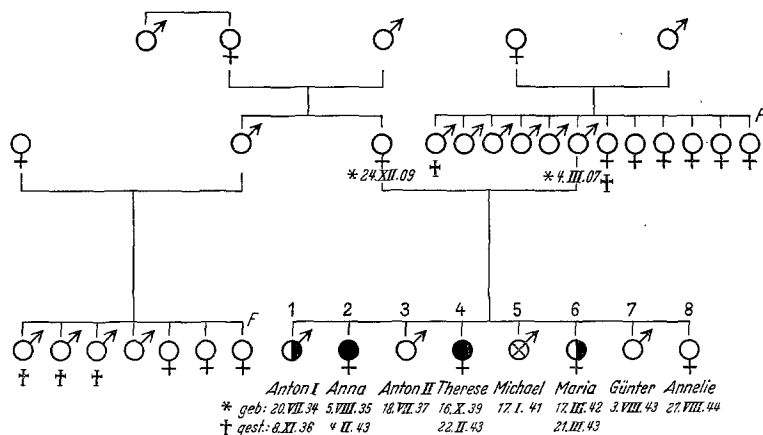 F
* 24.XII.09 * 4.III.07
F 1 2 3 4 5 6 7 8
Anton I Anna Anton II Therese Michael Maria Günter Annelie
* geb: 20.VII.34 5.VIII.35 18.VII.37 16.X.39 17.I.41 17.III.42 3.VIII.43 27.VIII.44
† gest: 8.XI.36 4 II.43 22.II.43 21.III.43